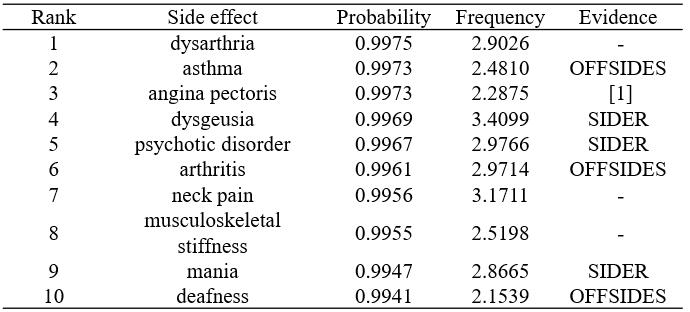 Rank Side effect Probability Frequency Evidence
1 dysarthria 0.9975 2.9026 -
2 asthma 0.9973 2.4810 OFFSIDES
3 angina pectoris 0.9973 2.2875 [1]
4 dysgeusia 0.9969 3.4099 SIDER
5 psychotic disorder 0.9967 2.9766 SIDER
6 arthritis 0.9961 2.9714 OFFSIDES
7 neck pain 0.9956 3.1711 -
8 musculoskeletal 0.9955 2.5198 -
stiffness
9 mania 0.9947 2.8665 SIDER
10 deafness 0.9941 2.1539 OFFSIDES